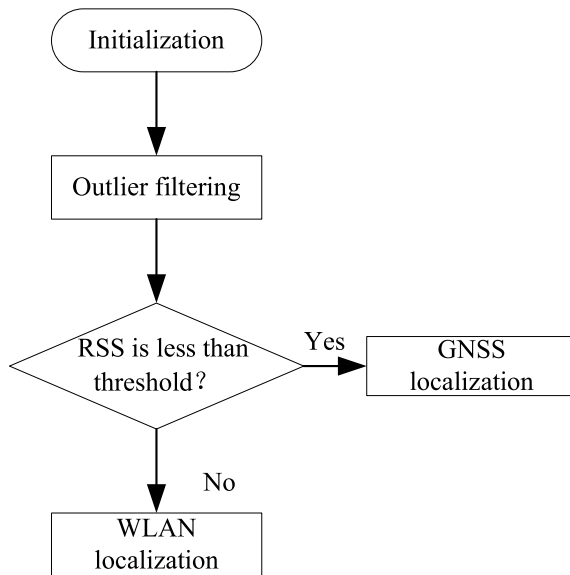 Initialization
Outlier filtering
RSS is less than
threshold？
Yes
GNSS
localization
No
WLAN
localization